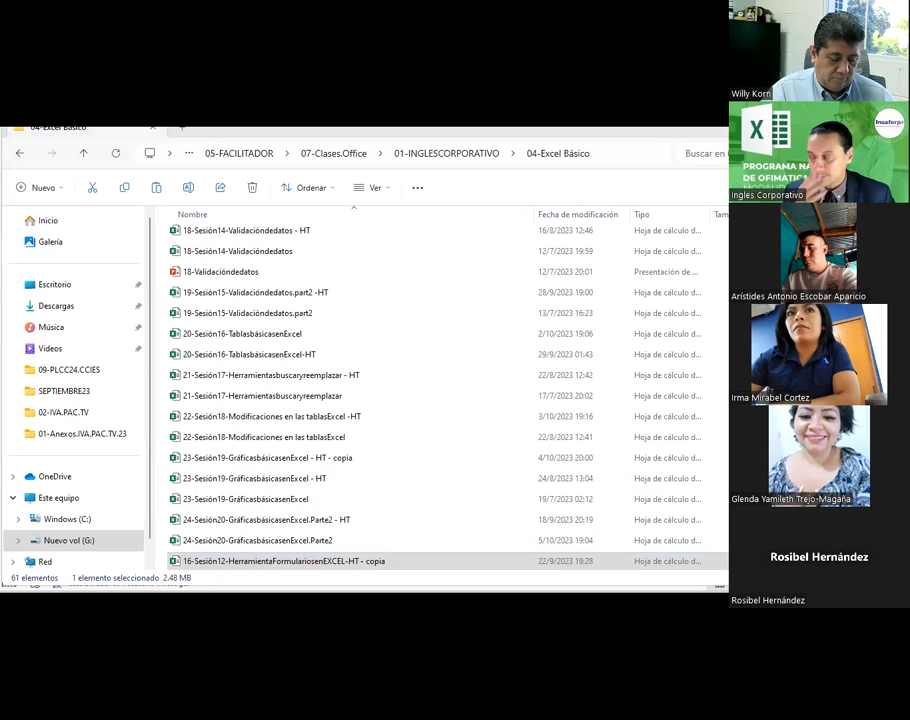 04-Excel Básico
05-FACILITADOR
07-Clases.Office
01-INGLESCORPORATIVO
04-Excel Básico
Buscar en
Nuevo
Ordenar
Ver
Inicio
Galería
Escritorio
Descargas
Música
Videos
09-PLCC24.CCIES
SEPTIEMBRE23
02-IVA.PAC.TV
01-Anexos.IVA.PAC.TV.23
OneDrive
Este equipo
Windows (C:)
Nuevo vol (G:)
Red
Nombre Fecha de modificación Tipo Tam
18-Sesión14-Validacióndedatos - HT 16/8/2023 12:46 Hoja de cálculo d...
18-Sesión14-Validacióndedatos 12/7/2023 19:59 Hoja de cálculo d...
18-Validacióndedatos 12/7/2023 20:01 Presentación de ...
19-Sesión15-Validacióndedatos.part2 -HT 28/9/2023 19:00 Hoja de cálculo d...
19-Sesión15-Validacióndedatos.part2 13/7/2023 16:23 Hoja de cálculo d...
20-Sesión16-TablasbásicasenExcel 2/10/2023 19:06 Hoja de cálculo d...
20-Sesión16-TablasbásicasenExcel-HT 29/9/2023 01:43 Hoja de cálculo d...
21-Sesión17-Herramientasbuscaryreemplazar - HT 22/8/2023 12:42 Hoja de cálculo d...
21-Sesión17-Herramientasbuscaryreemplazar 17/7/2023 20:02 Hoja de cálculo d...
22-Sesión18-Modificaciones en las tablasExcel -HT 3/10/2023 19:16 Hoja de cálculo d...
22-Sesión18-Modificaciones en las tablasExcel 22/8/2023 12:41 Hoja de cálculo d...
23-Sesión19-GráficasbásicasenExcel - HT - copia 4/10/2023 20:00 Hoja de cálculo d...
23-Sesión19-GráficasbásicasenExcel - HT 24/8/2023 13:04 Hoja de cálculo d...
23-Sesión19-GráficasbásicasenExcel 19/7/2023 02:12 Hoja de cálculo d...
24-Sesión20-GráficasbásicasenExcel.Parte2 - HT 18/9/2023 20:19 Hoja de cálculo d...
24-Sesión20-GráficasbásicasenExcel.Parte2 5/10/2023 19:04 Hoja de cálculo d...
16-Sesión12-HerramientaFormulariosenEXCEL-HT - copia 22/9/2023 19:28 Hoja de cálculo d...
61 elementos 1 elemento seleccionado 2.48 MB
Willy Korn
X
Insaforp
PROGRAMA NA
DE OFIMÁTIC
MODALI
Ingles Corporativo
Arístides Antonio Escobar Aparicio
Irma Mirabel Cortez
Glenda Yamileth Trejo-Magaña
Rosibel Hernández
Rosibel Hernández